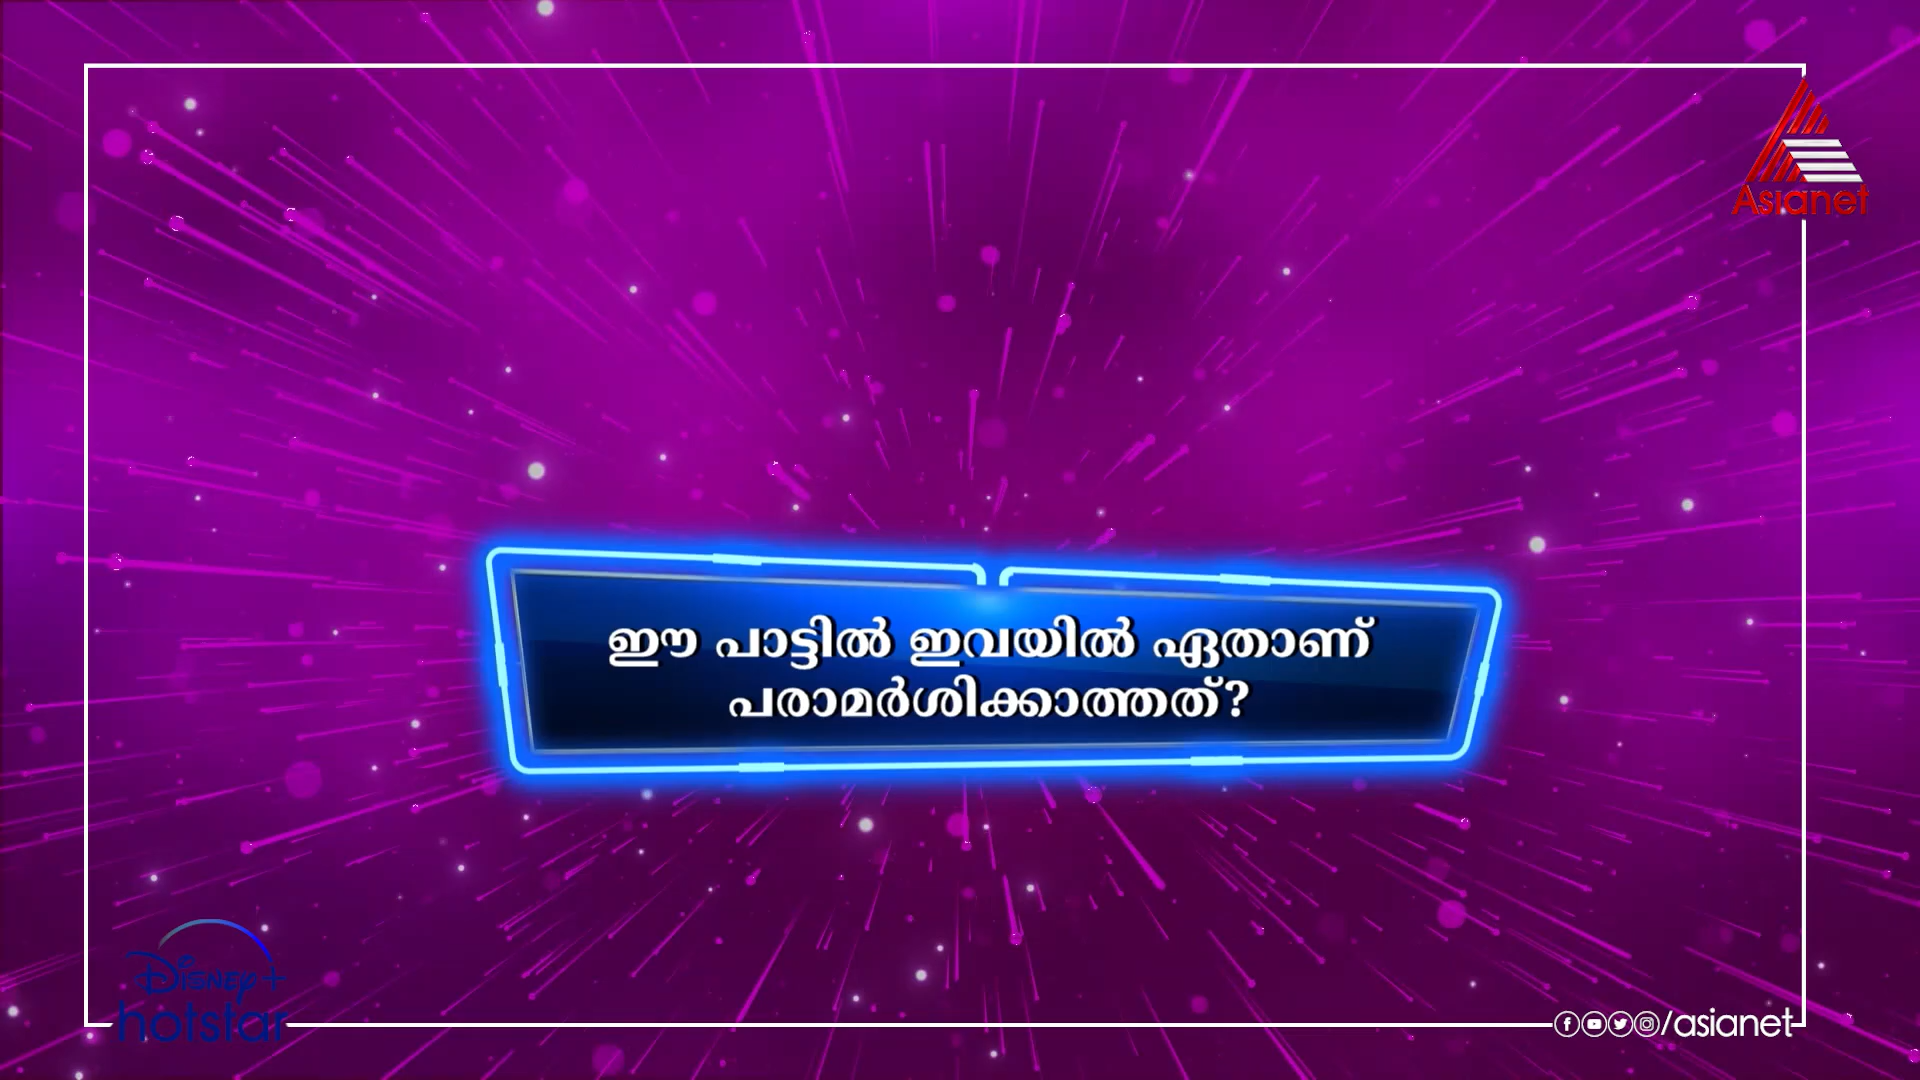 Asianet
ഈ പാട്ടിൽ ഇവയിൽ ഏതാണ്
പരാമർശിക്കാത്തത്?
Disney+
hotstar
/asianet